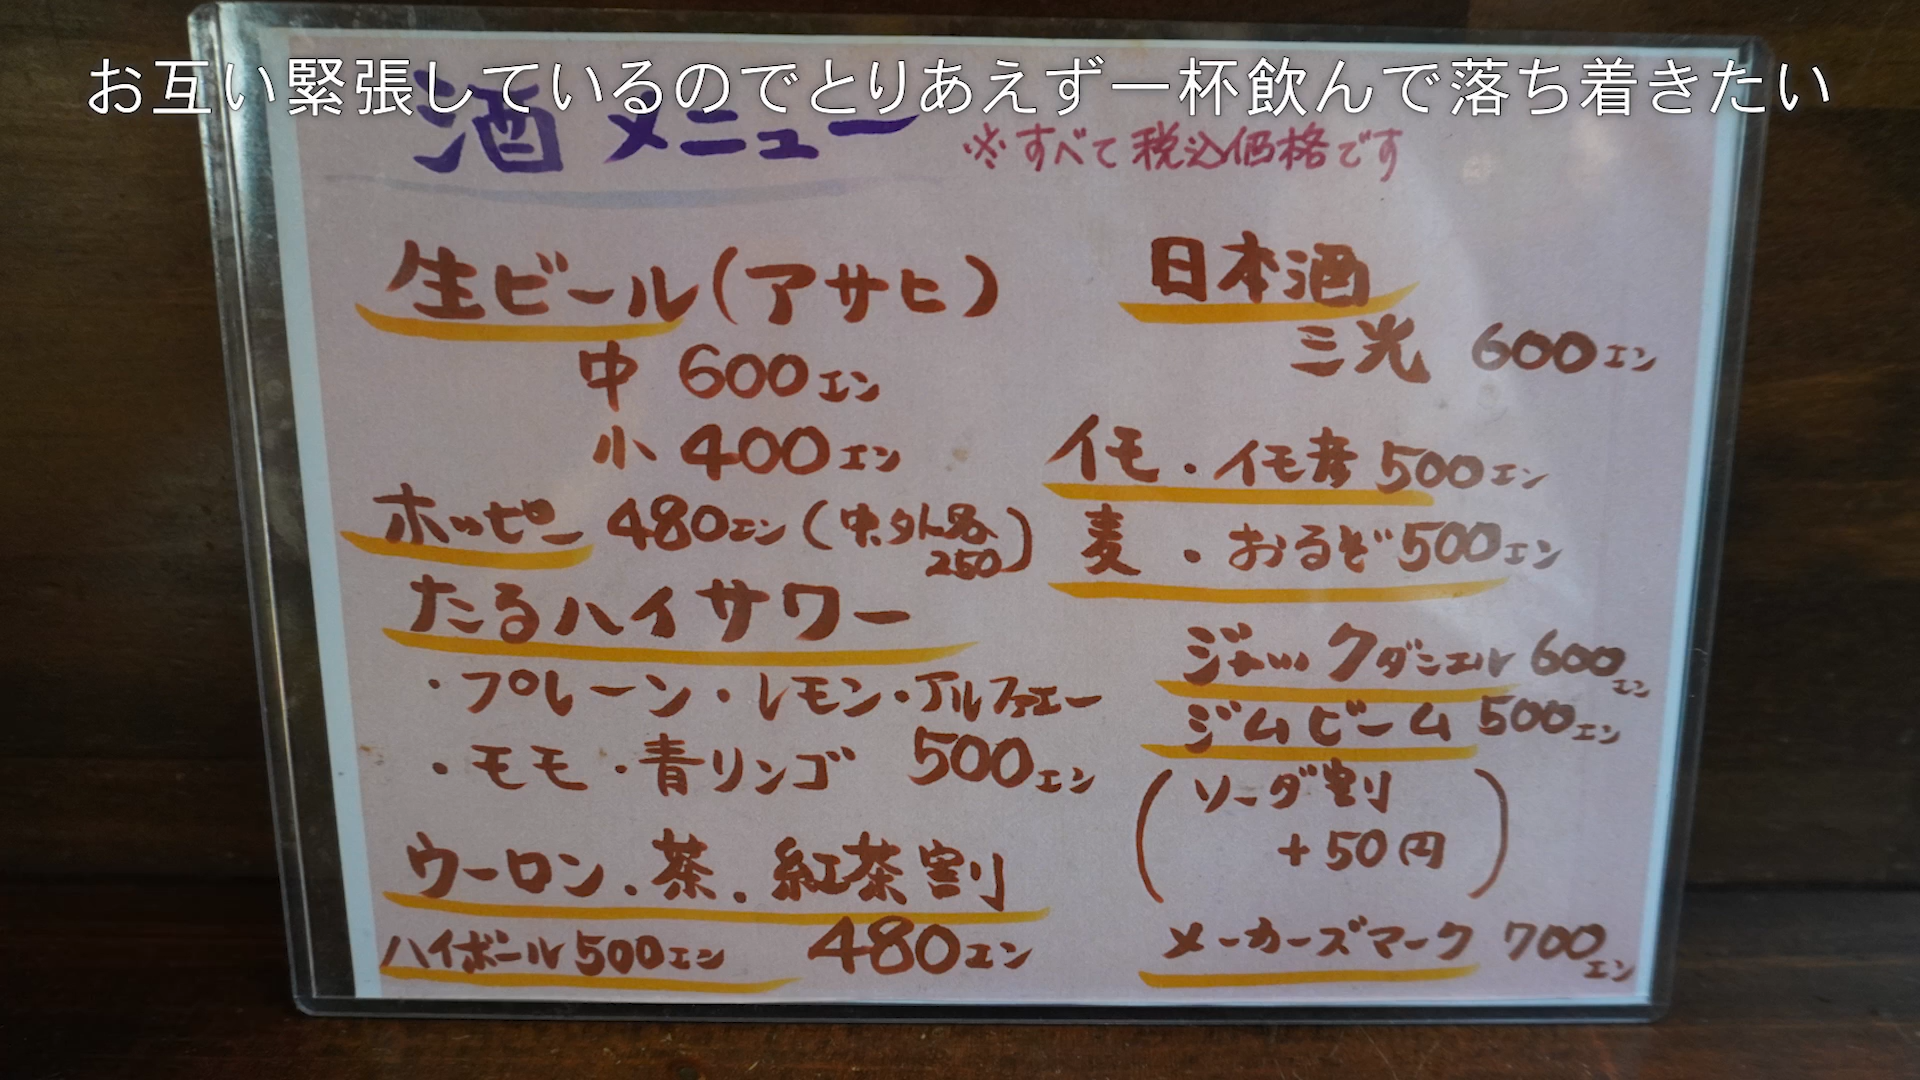 お互い緊張しているのでとりあえず一杯飲んで落ち着きたい
酒メニュー
※すべて税込価格です
生ビール(アサヒ)
中 600エン
小 400エン
ホッピー 480エン(中、外、各250)
たるハイサワー
・プレーン・レモン・アルファエー
・モモ・青リンゴ 500エン
ウーロン.茶.紅茶割
480エン
ハイボール 500エン
日本酒
三光 600エン
イモ・イモ彦 500エン
麦・おるぞ 500エン
ジャックダニエル 600エン
ジムビーム 500エン
(ソーダ割
+50円)
メーカーズマーク 700エン